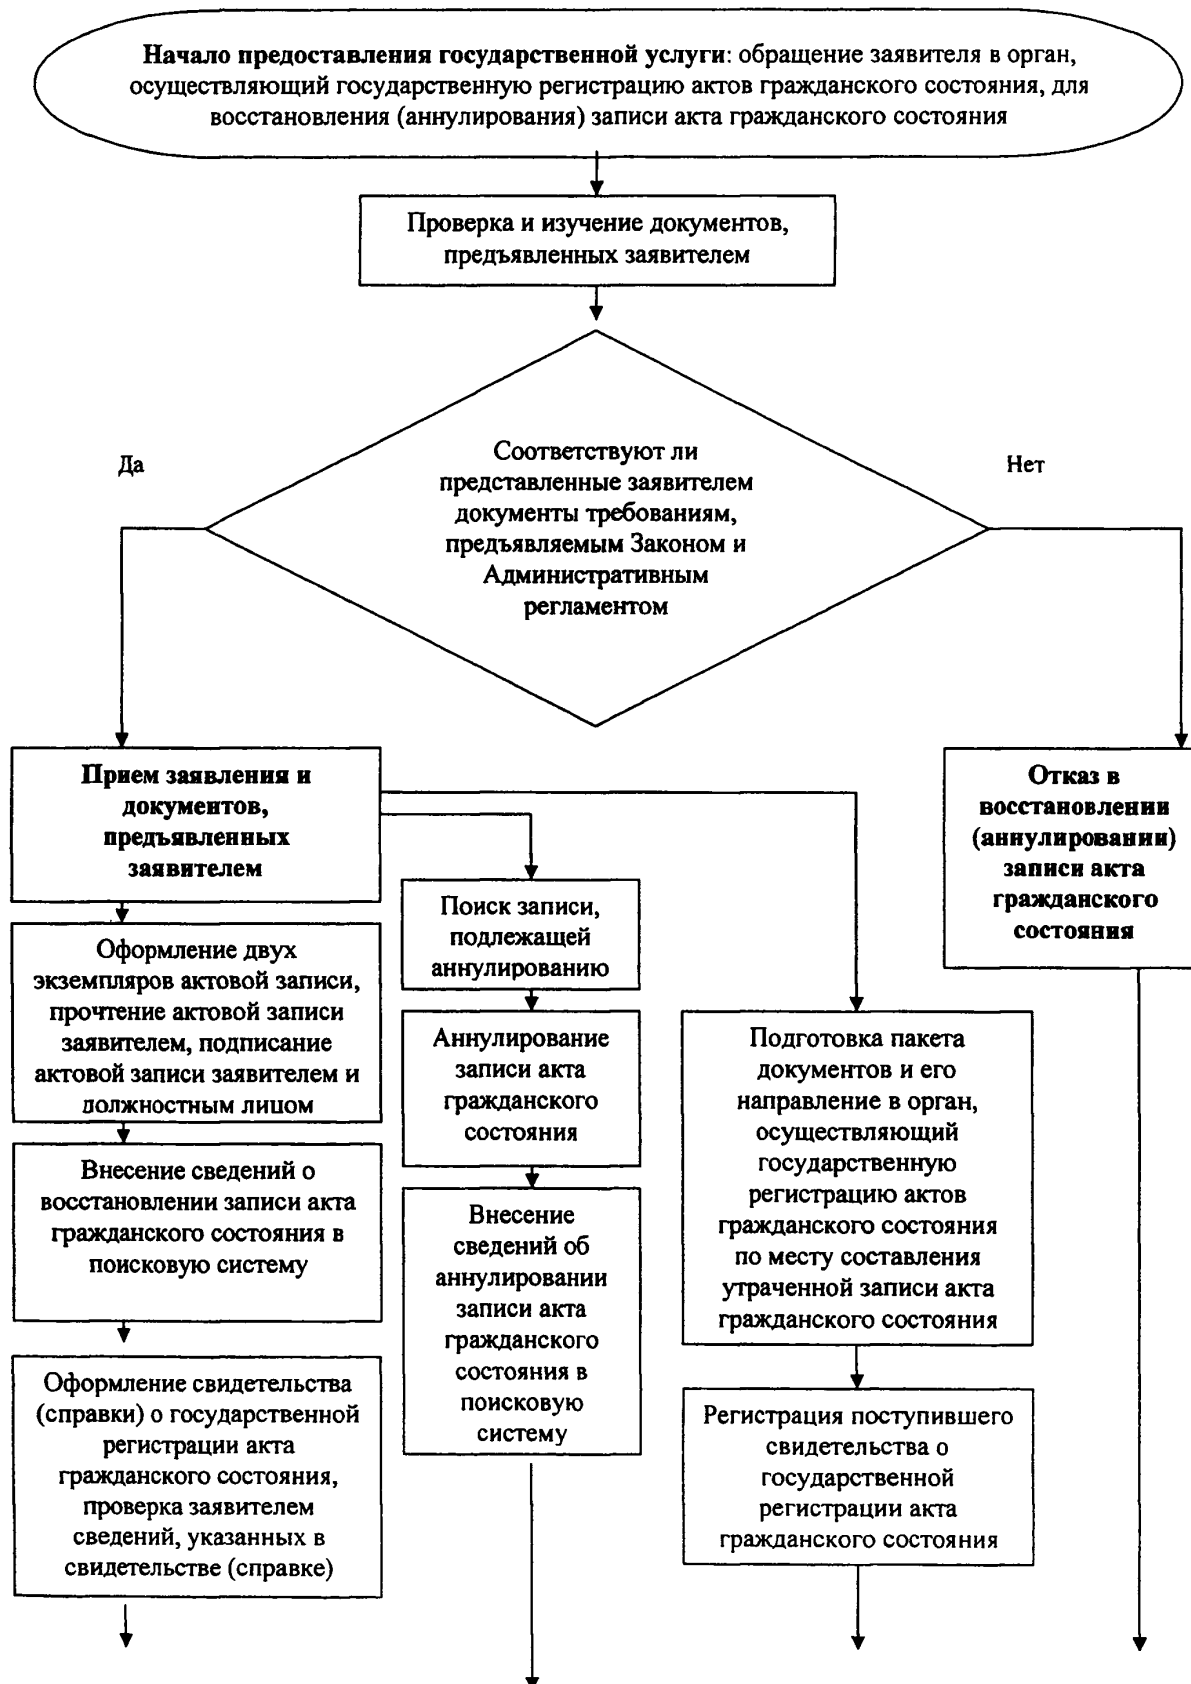 Начало предоставления государственной услуги: обращение заявителя в орган,
осуществляющий государственную регистрацию актов гражданского состояния, для
восстановления (аннулирования) записи акта гражданского состояния
Проверка и изучение документов,
предъявленных заявителем
Да
Соответствуют ли
представленные заявителем
документы требованиям,
предъявляемым Законом и
Административным
регламентом
Нет
Прием заявления и
документов,
предъявленных
заявителем
Оформление двух
экземпляров актовой записи,
прочтение актовой записи
заявителем, подписание
актовой записи заявителем и
должностным лицом
Внесение сведений о
восстановлении записи акта
гражданского состояния в
поисковую систему
Оформление свидетельства
(справки) о государственной
регистрации акта
гражданского состояния,
проверка заявителем
сведений, указанных в
свидетельстве (справке)
Поиск записи,
подлежащей
аннулированию
Аннулирование
записи акта
гражданского
состояния
Внесение
сведений об
аннулировании
записи акта
гражданского
состояния в
поисковую
систему
Подготовка пакета
документов и его
направление в орган,
осуществляющий
государственную
регистрацию актов
гражданского состояния
по месту составления
утраченной записи акта
гражданского состояния
Регистрация поступившего
свидетельства о
государственной
регистрации акта
гражданского состояния
Отказ в
восстановлении
(аннулировании)
записи акта
гражданского
состояния